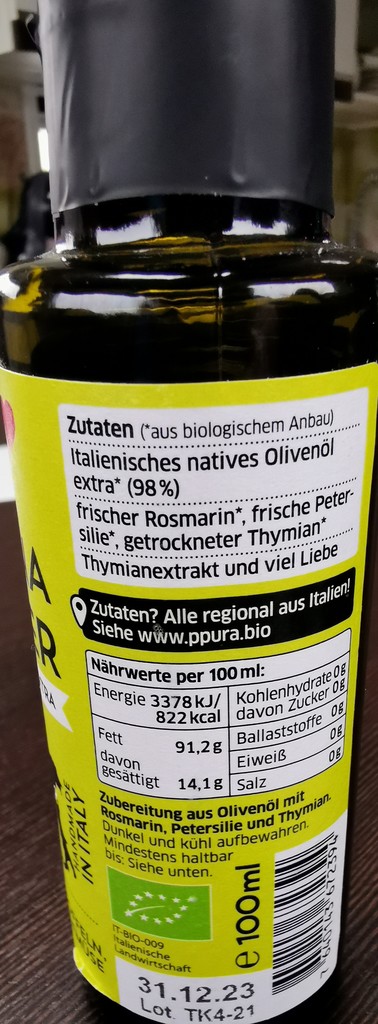 Zutaten (*aus biologischem Anbau)
Italienisches natives Olivenöl
extra* (98%)
frischer Rosmarin*, frische Peter-
silie*, getrockneter Thymian*
Thymianextrakt und viel Liebe
Zutaten? Alle regional aus Italien!
Siehe www.ppura.bio
Nährwerte per 100 ml:
Energie 3378 kJ/
822 kcal
Fett 91,2g
davon
gesättigt 14,1g
Kohlenhydrate 0g
davon Zucker 0g
Ballaststoffe 0g
Eiweiß 0g
Salz 0g
Zubereitung aus Olivenöl mit
Rosmarin, Petersilie und Thymian.
Dunkel und kühl aufbewahren.
Mindestens haltbar
bis: Siehe unten.
HANDMADE
IN ITALY
IT-BIO-009
Italienische
Landwirtschaft
e 100ml
31.12.23
Lot. TK4-21